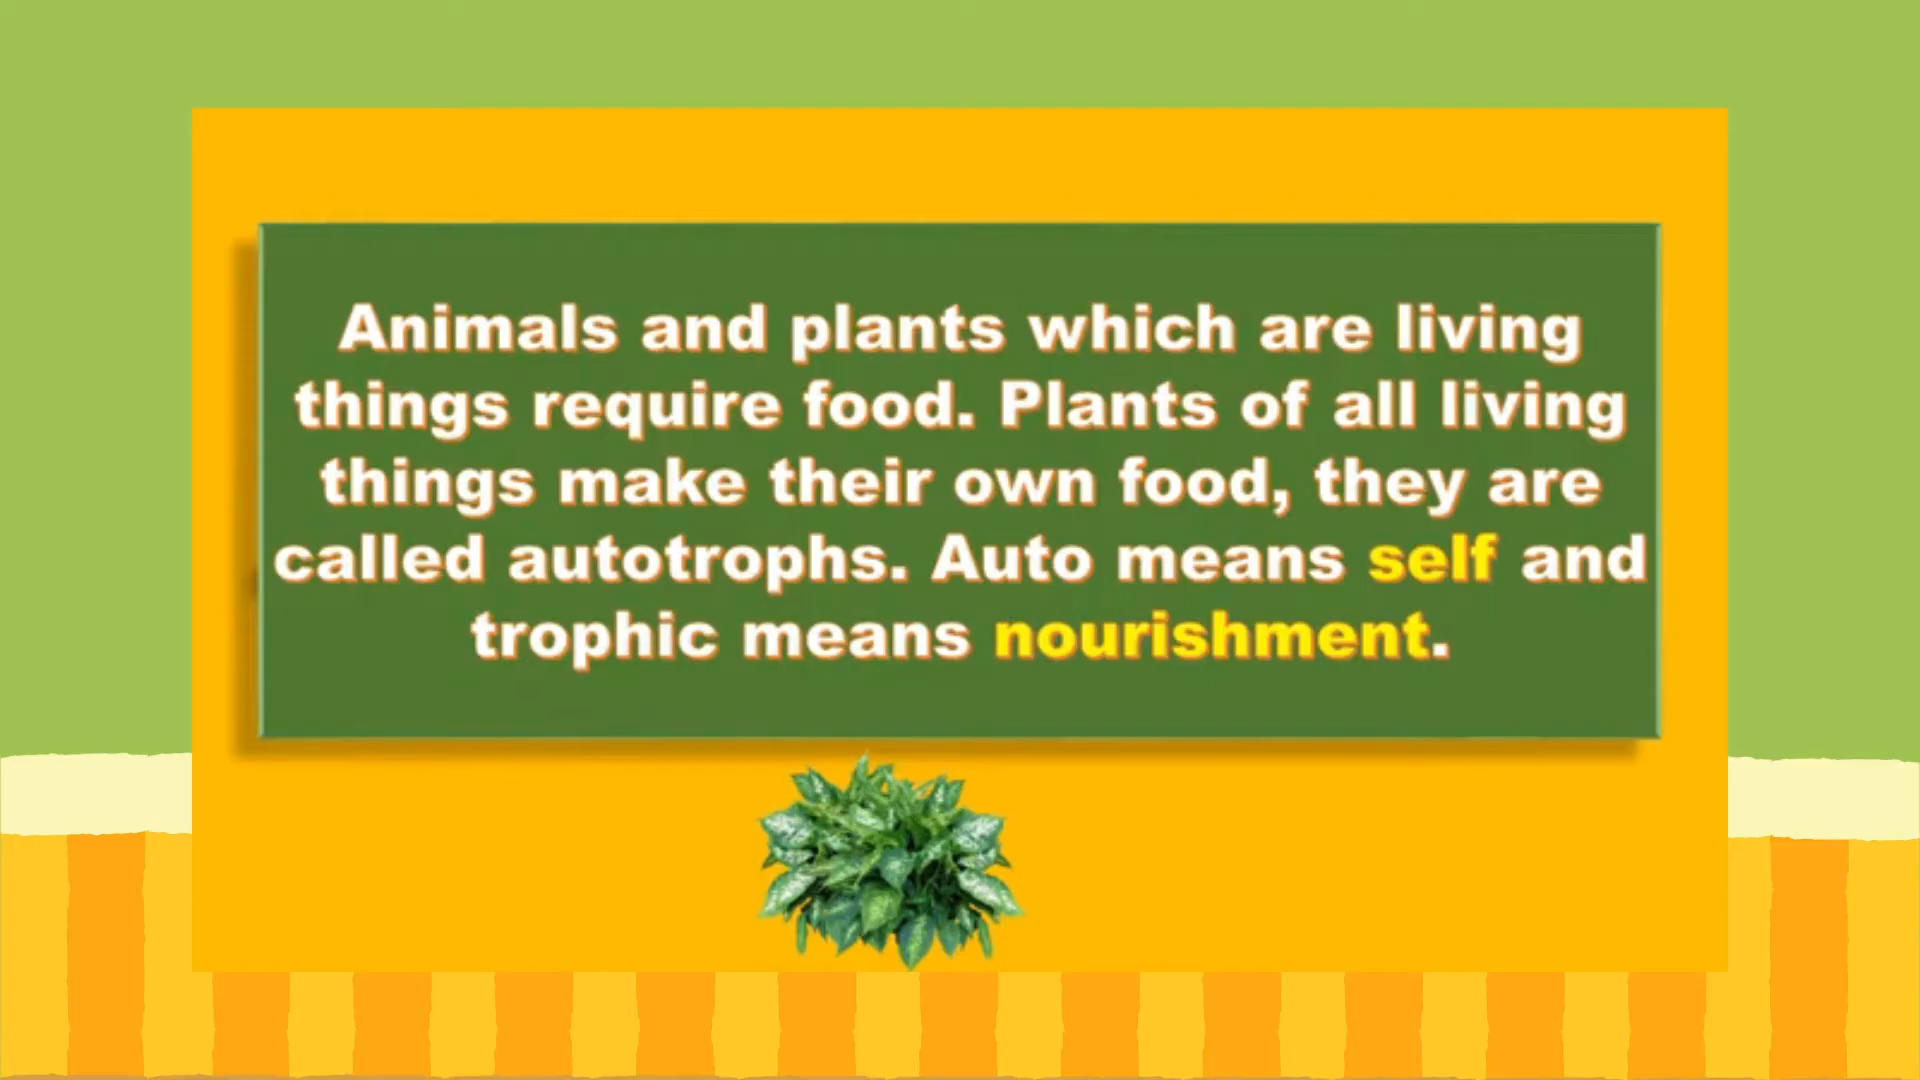 Animals and plants which are living
things require food. Plants of all living
things make their own food, they are
called autotrophs. Auto means self and
trophic means nourishment.